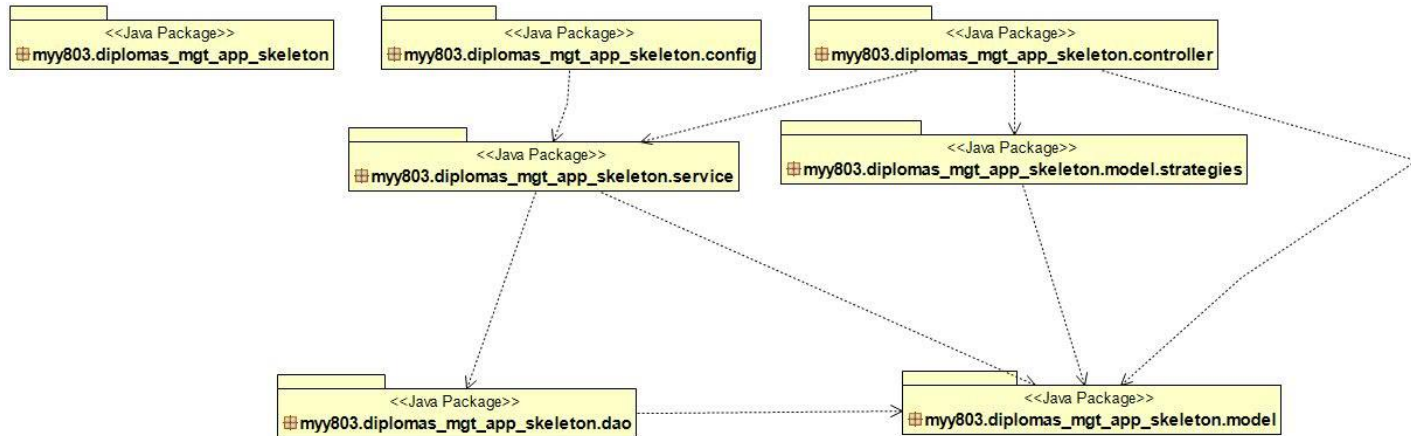 <<Java Package>>
myy803.diplomas_mgt_app_skeleton
<<Java Package>>
myy803.diplomas_mgt_app_skeleton.config
<<Java Package>>
myy803.diplomas_mgt_app_skeleton.controller
<<Java Package>>
myy803.diplomas_mgt_app_skeleton.service
<<Java Package>>
myy803.diplomas_mgt_app_skeleton.model.strategies
<<Java Package>>
myy803.diplomas_mgt_app_skeleton.dao
<<Java Package>>
myy803.diplomas_mgt_app_skeleton.model